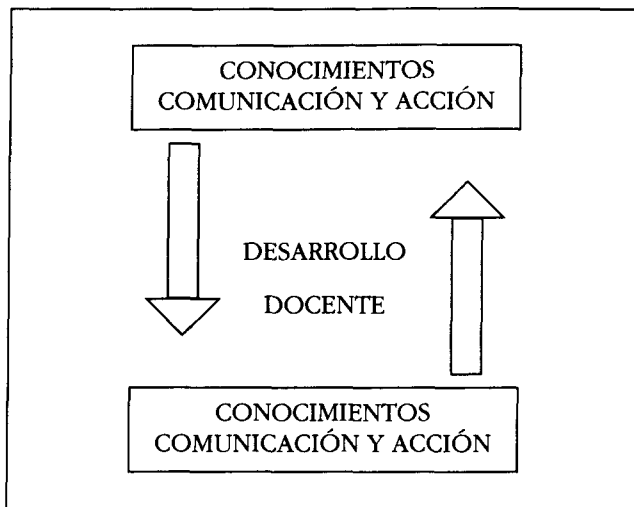 CONOCIMIENTOS
COMUNICACIÓN Y ACCIÓN
DESARROLLO
DOCENTE
CONOCIMIENTOS
COMUNICACIÓN Y ACCIÓN